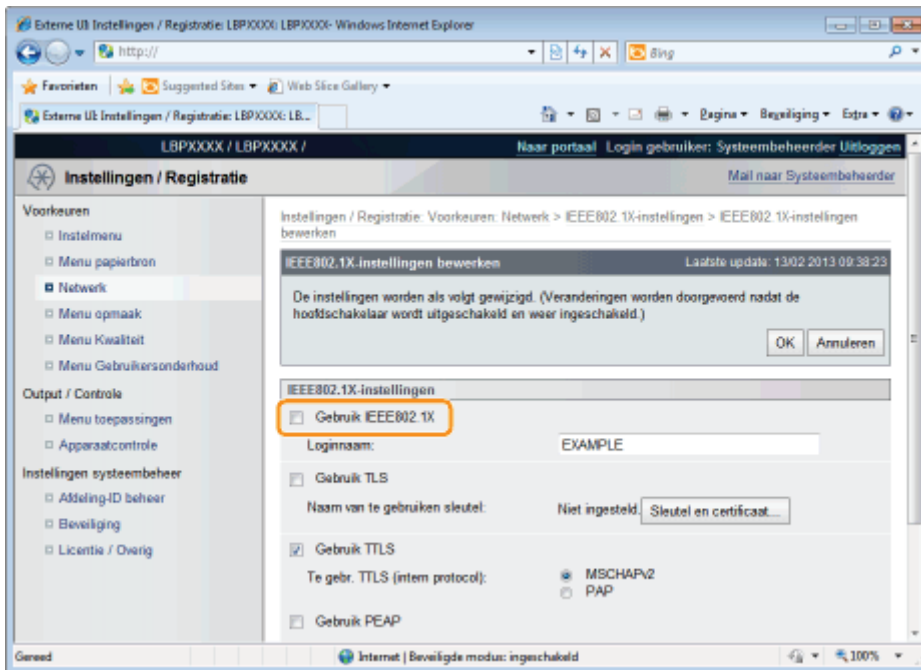 Externe UI: Instellingen / Registratie: LBPXXXX: LBPXXXX- Windows Internet Explorer
http://
Bing
Favorieten Suggested Sites Web Slice Gallery
Externe UI: Instellingen / Registratie: LBPXXXX: LB...
Pagina Beveiliging Extra
LBPXXXX / LBPXXXX /
Naar portaal Login gebruiker: Systeembeheerder Uitloggen
Instellingen / Registratie
Mail naar Systeembeheerder
Voorkeuren
Instelmenu
Menu papierbron
Netwerk
Menu opmaak
Menu Kwaliteit
Menu Gebruikersonderhoud
Output / Controle
Menu toepassingen
Apparaatcontrole
Instellingen systeembeheer
Afdeling-ID beheer
Beveiliging
Licentie / Overig
Instellingen / Registratie: Voorkeuren: Netwerk > IEEE802.1X-instellingen > IEEE802.1X-instellingen
bewerken
IEEE802.1X-instellingen bewerken
Laatste update: 13/02 2013 09:38:23
De instellingen worden als volgt gewijzigd. (Veranderingen worden doorgevoerd nadat de
hoofdschakelaar wordt uitgeschakeld en weer ingeschakeld.)
OK Annuleren
IEEE802.1X-instellingen
Gebruik IEEE802.1X
Loginnaam: EXAMPLE
Gebruik TLS
Naam van te gebruiken sleutel: Niet ingesteld. Sleutel en certificaat...
Gebruik TTLS
Te gebr. TTLS (intern protocol): MSCHAPv2
PAP
Gebruik PEAP
Gereed
Internet | Beveiligde modus: ingeschakeld
100%